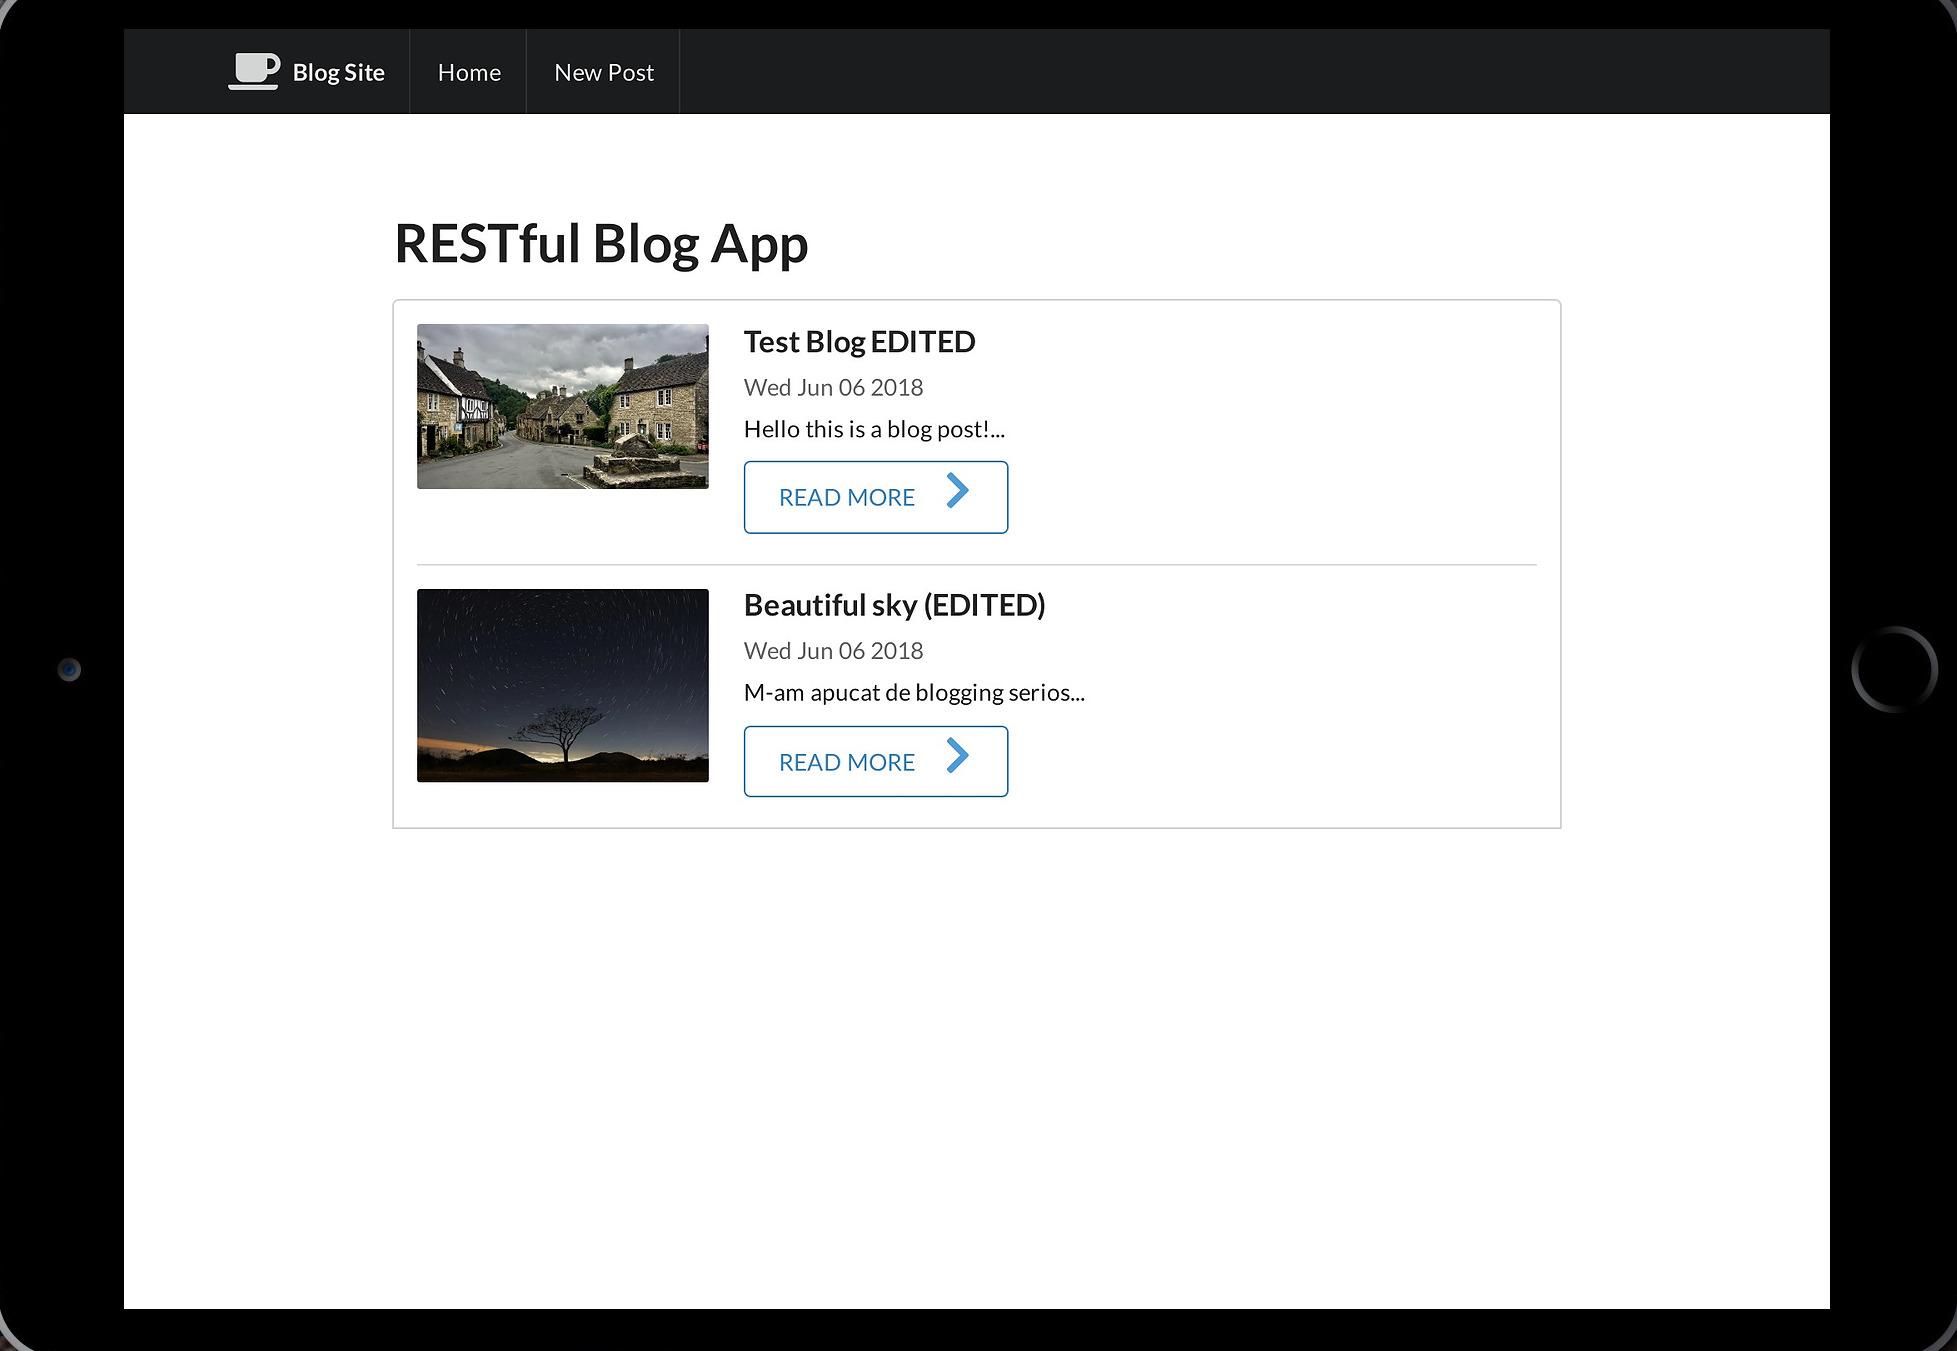 Blog Site
Home
New Post
RESTful Blog App
Test Blog EDITED
Wed Jun 06 2018
Hello this is a blog post!...
READ MORE
Beautiful sky (EDITED)
Wed Jun 06 2018
M-am apucat de blogging serios...
READ MORE